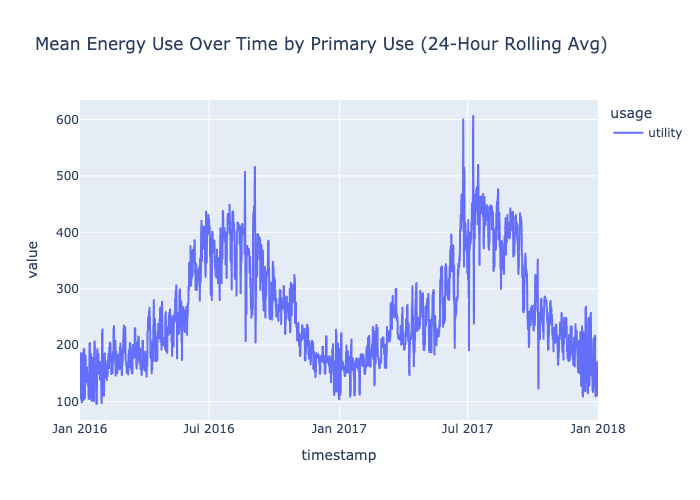 Mean Energy Use Over Time by Primary Use (24-Hour Rolling Avg)
usage
utility
600
500
400
300
200
100
value
Jan 2016
Jul 2016
Jan 2017
Jul 2017
Jan 2018
timestamp